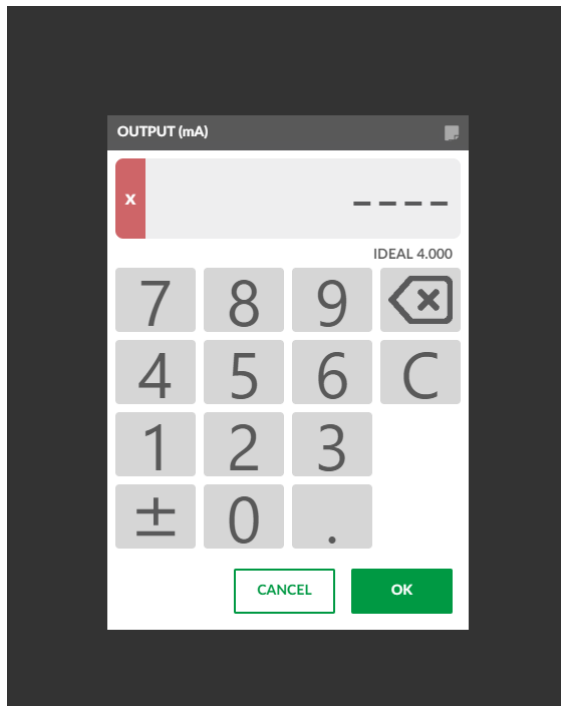 OUTPUT (mA)
x
– – – –
IDEAL 4.000
7 8 9
4 5 6 C
1 2 3
± 0 .
CANCEL OK